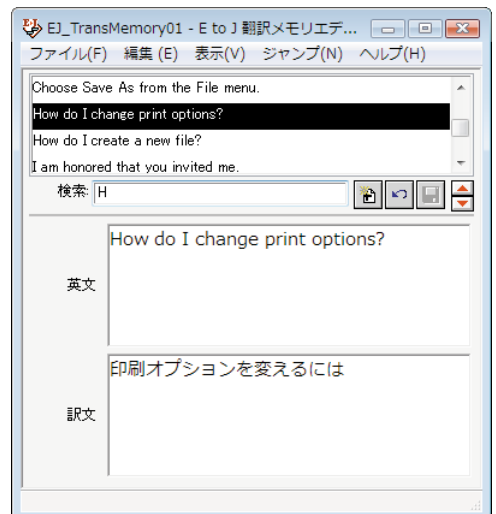 EJ_TransMemory01 - E to J 翻訳メモリエデ...
ファイル(F) 編集 (E) 表示(V) ジャンプ(N) ヘルプ(H)
Choose Save As from the File menu.
How do I change print options?
How do I create a new file?
I am honored that you invited me.
検索: H
英文
How do I change print options?
訳文
印刷オプションを変えるには